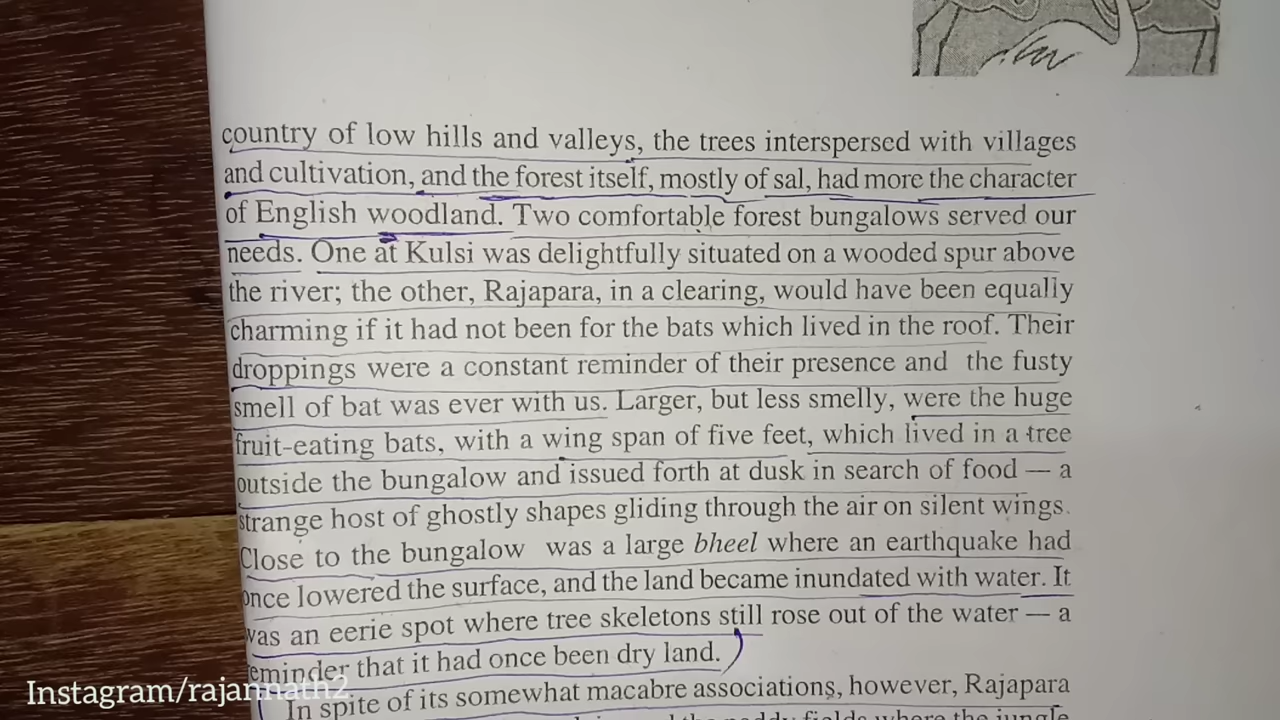 country of low hills and valleys, the trees interspersed with villages
and cultivation, and the forest itself, mostly of sal, had more the character
of English woodland. Two comfortable forest bungalows served our
needs. One at Kulsi was delightfully situated on a wooded spur above
the river; the other, Rajapara, in a clearing, would have been equally
charming if it had not been for the bats which lived in the roof. Their
droppings were a constant reminder of their presence and the fusty
smell of bat was ever with us. Larger, but less smelly, were the huge
fruit-eating bats, with a wing span of five feet, which lived in a tree
outside the bungalow and issued forth at dusk in search of food — a
strange host of ghostly shapes gliding through the air on silent wings.
Close to the bungalow was a large bheel where an earthquake had
once lowered the surface, and the land became inundated with water. It
was an eerie spot where tree skeletons still rose out of the water — a
reminder that it had once been dry land.
In spite of its somewhat macabre associations, however, Rajapara
paddy fields where the jungle
Instagram/rajannath2